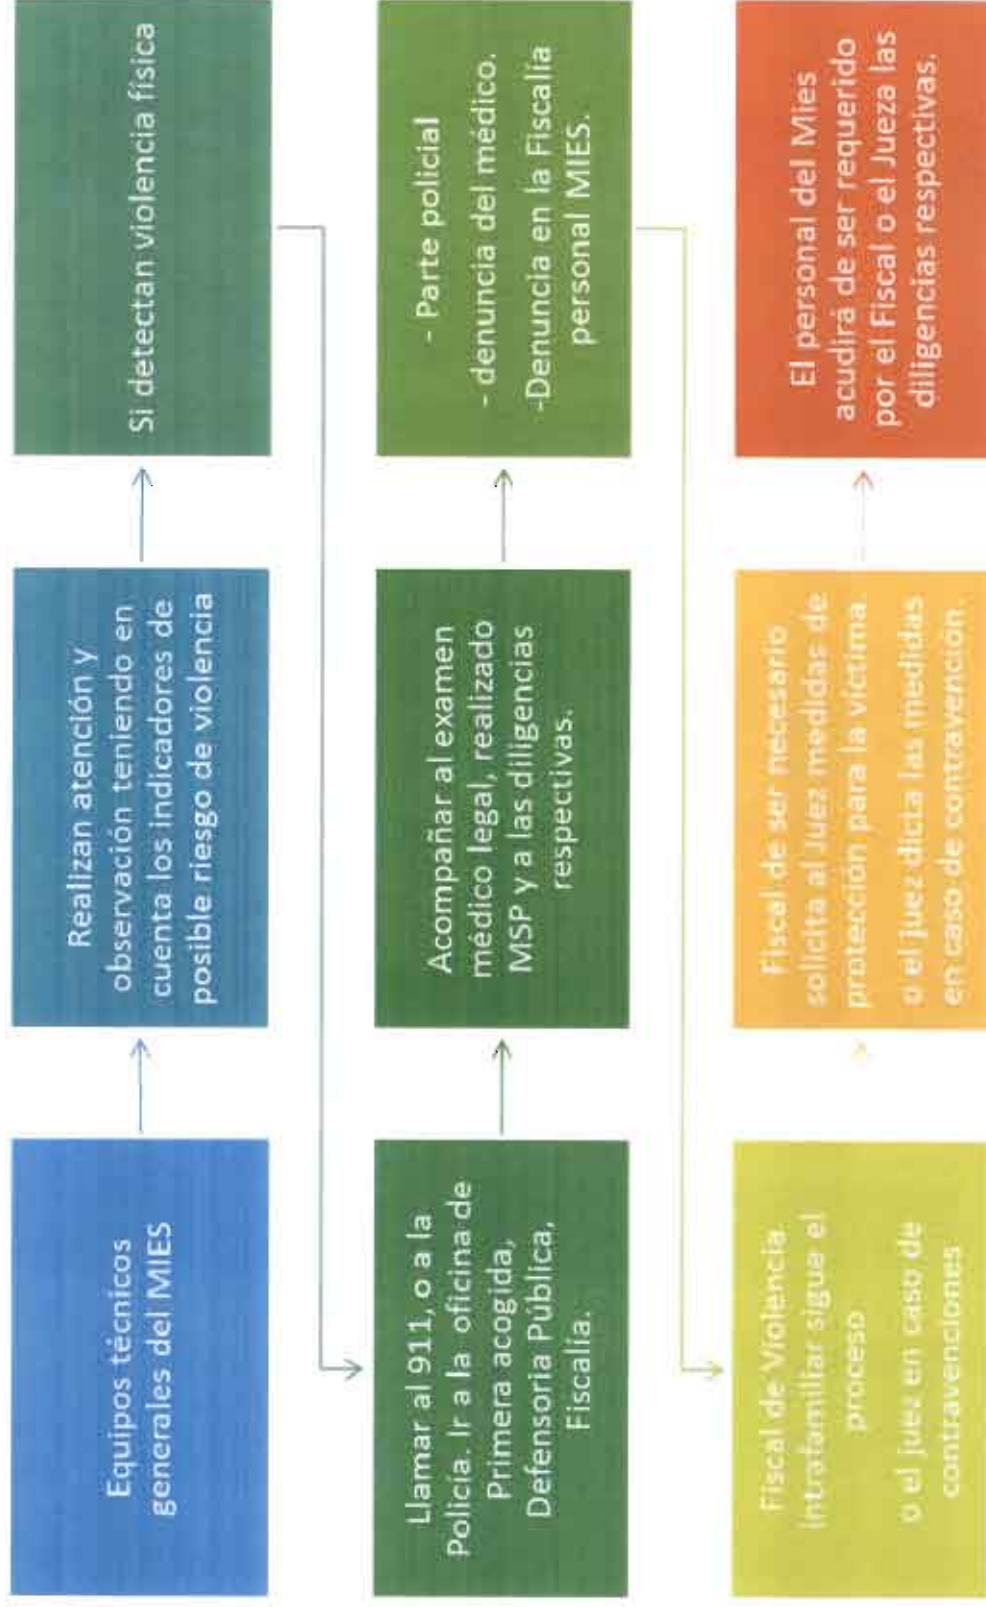 Equipos técnicos
generales del MIES
Realizan atención y
observación teniendo en
cuenta los indicadores de
posible riesgo de violencia
Si detectan violencia física
Llamar al 911, o a la
Policía. Ir a la oficina de
Primera acogida,
Defensoria Pública,
Fiscalía.
Acompañar al examen
médico legal, realizado
MSP y a las diligencias
respectivas.
- Parte policial
- denuncia del médico.
-Denuncia en la Fiscalía
personal MIES.
Fiscal de Violencia
intrafamiliar sigue el
proceso
o el juez en caso de
contravenciones
Fiscal de ser necesario
solicita al Juez medidas de
protección para la víctima.
o el juez dicta las medidas
en caso de contravención.
El personal del Mies
acudirá de ser requerido
por el Fiscal o el Jueza las
diligencias respectivas.